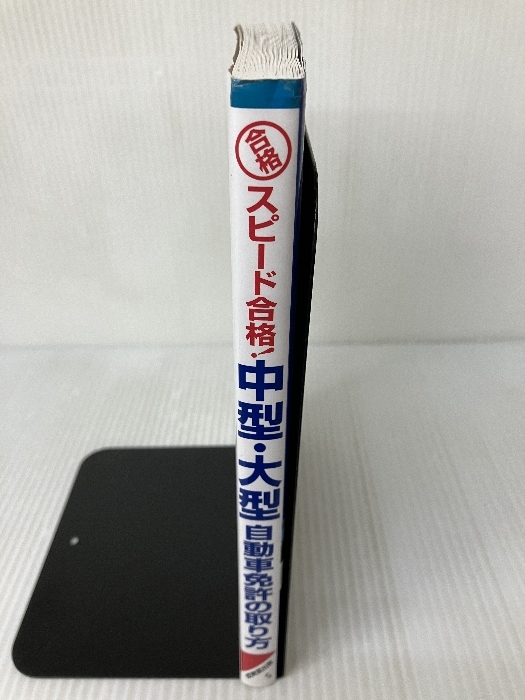 合格
スピード合格!
中型・大型
自動車免許の取り方